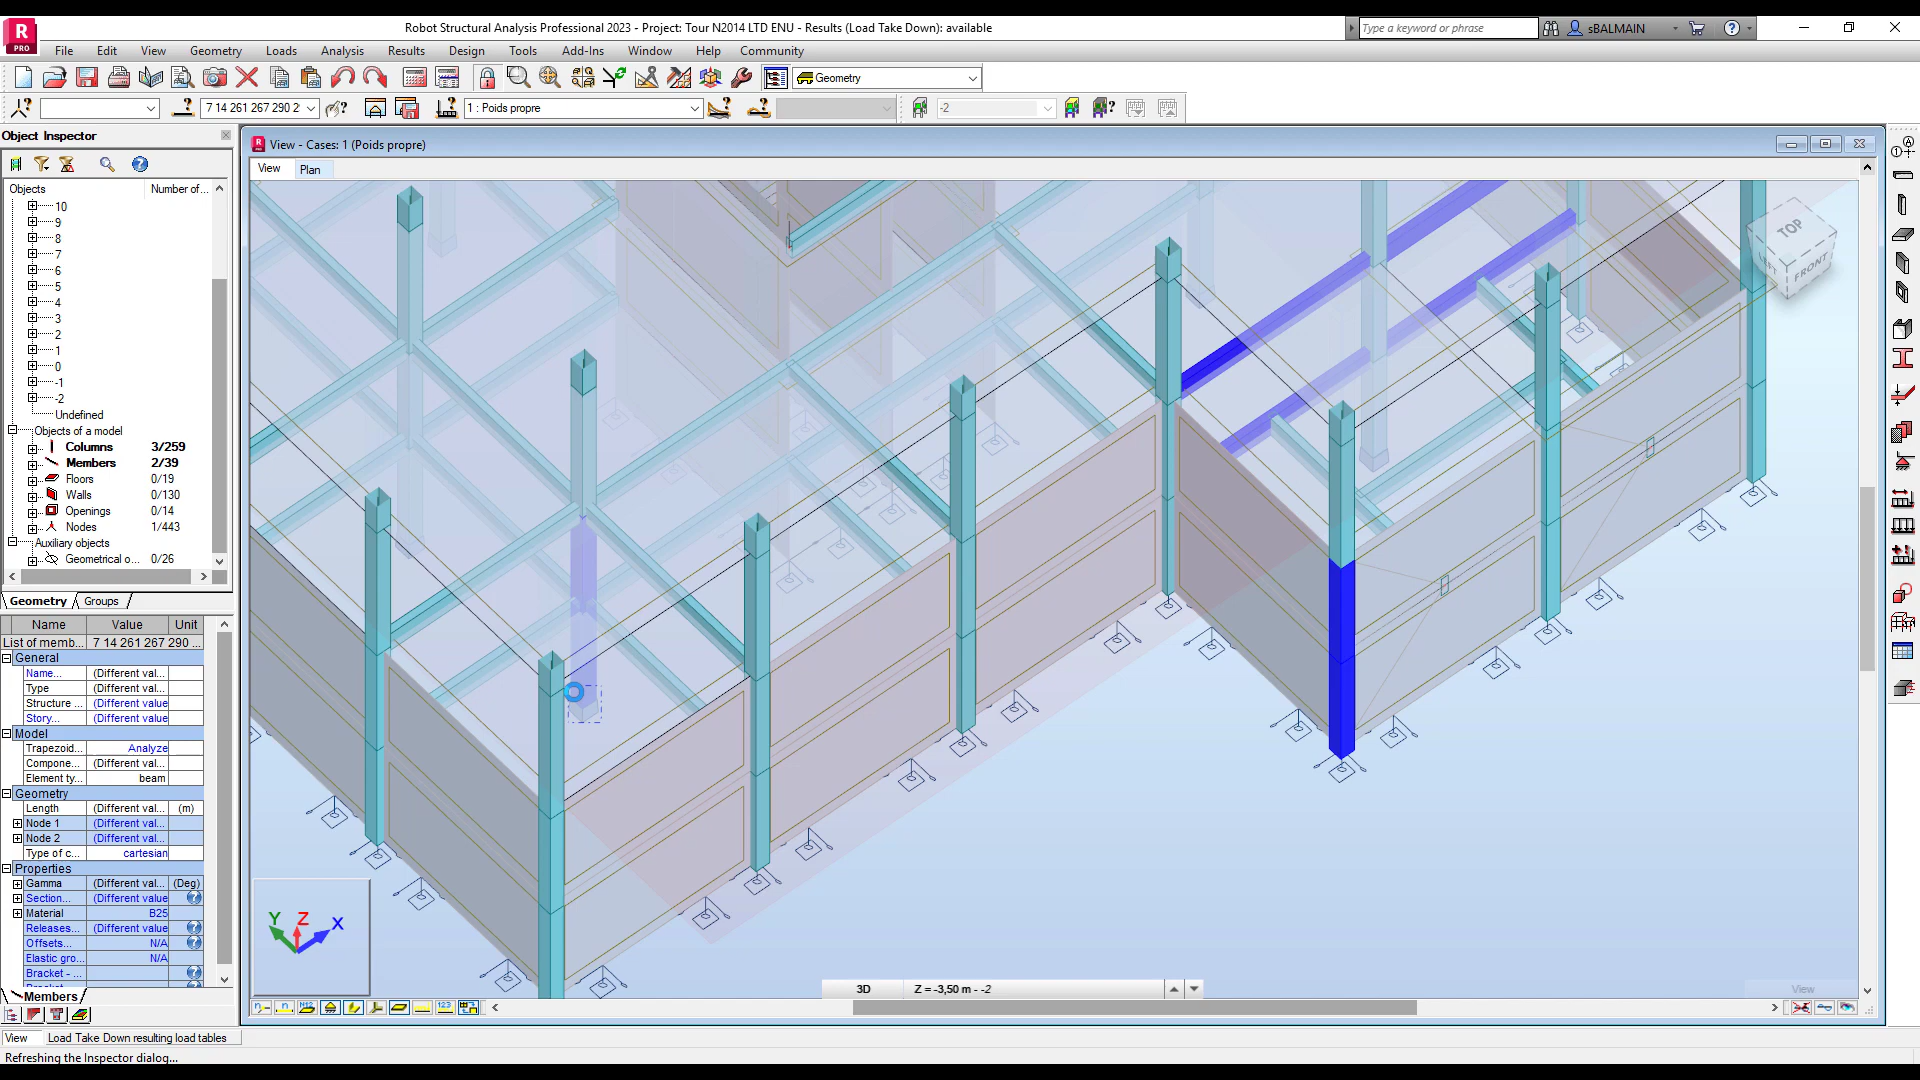 R PRO
Robot Structural Analysis Professional 2023 - Project: Tour N2014 LTD ENU - Results (Load Take Down): available
Type a keyword or phrase
sBALMAIN
File Edit View Geometry Loads Analysis Results Design Tools Add-Ins Window Help Community
Geometry
7 14 261 267 290 2
1 : Poids propre
-2
Object Inspector
View - Cases: 1 (Poids propre)
View Plan
Objects Number of...
10
9
8
7
6
5
4
3
2
1
0
-1
-2
Undefined
Objects of a model
Columns 3/259
Members 2/39
Floors 0/19
Walls 0/130
Openings 0/14
Nodes 1/443
Auxiliary objects
Geometrical o... 0/26
Geometry Groups
Name Value Unit
List of memb... 7 14 261 267 290 ...
General
Name... (Different val...
Type (Different val...
Structure ... (Different value
Story... (Different value
Model
Trapezoid... Analyze
Compone... (Different val...
Element ty... beam
Geometry
Length (Different val... (m)
Node 1 (Different val...
Node 2 (Different val...
Type of c... cartesian
Properties
Gamma (Different val... (Deg)
Section... (Different value
Material B25
Releases... (Different value
Offsets... N/A
Elastic gro... N/A
Bracket - ...
Members
TOP
LEFT
FRONT
Y Z X
3D Z = -3,50 m - -2
View
View Load Take Down resulting load tables
Refreshing the Inspector dialog...